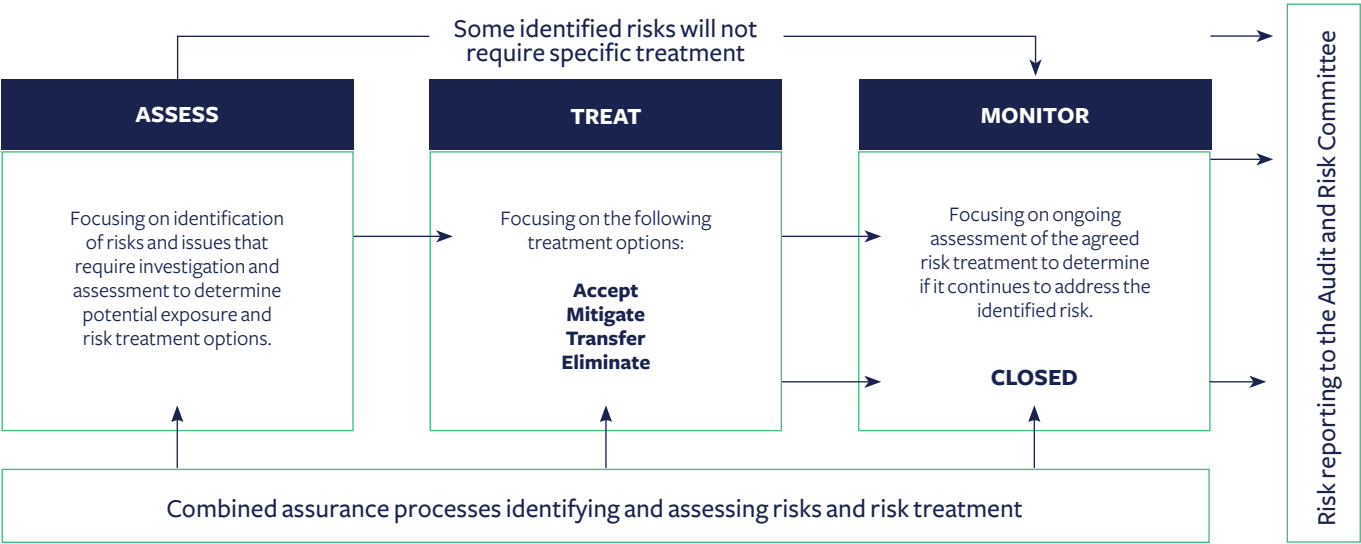 Some identified risks will not
require specific treatment
ASSESS
Focusing on identification
of risks and issues that
require investigation and
assessment to determine
potential exposure and
risk treatment options.
TREAT
Focusing on the following
treatment options:
Accept
Mitigate
Transfer
Eliminate
MONITOR
Focusing on ongoing
assessment of the agreed
risk treatment to determine
if it continues to address the
identified risk.
CLOSED
Combined assurance processes identifying and assessing risks and risk treatment
Risk reporting to the Audit and Risk Committee